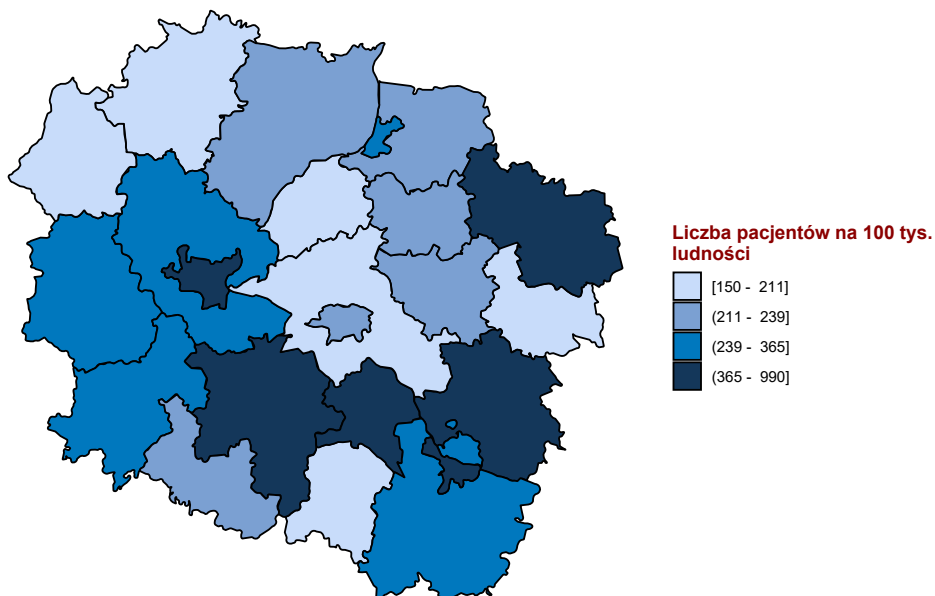 Liczba pacjentów na 100 tys.
ludności
[150 - 211]
(211 - 239]
(239 - 365]
(365 - 990]